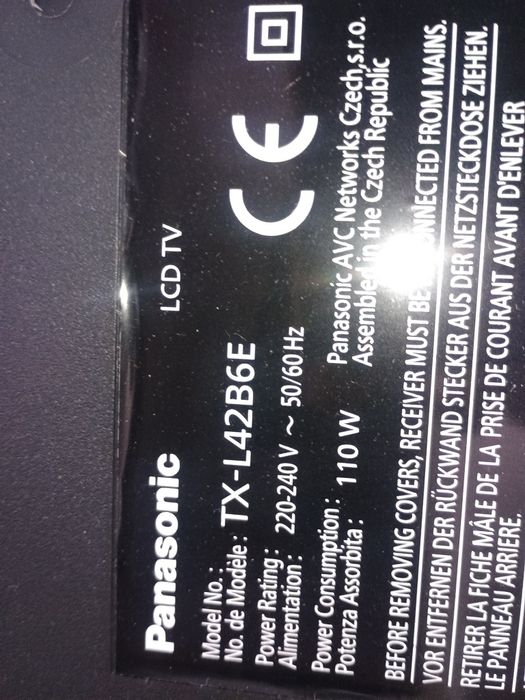 Panasonic LCD TV
Model No. :
No. de Modèle : TX-L42B6E
Power Rating :
Alimentation : 220-240 V ~ 50/60 Hz
Power Consumption :
Potenza Assorbita : 110 W
Panasonic AVC Networks Czech,s.r.o.
Assembled in the Czech Republic
CE
BEFORE REMOVING COVERS, RECEIVER MUST BE FROM MAINS.
VOR ENTFERNEN DER RÜCKWAND STECKER AUS DER NETZSTECKDOSE ZIEHEN.
RETIRER LA FICHE MÂLE DE LA PRISE DE COURANT AVANT D'ENLEVER
LE PANNEAU ARRIERE.